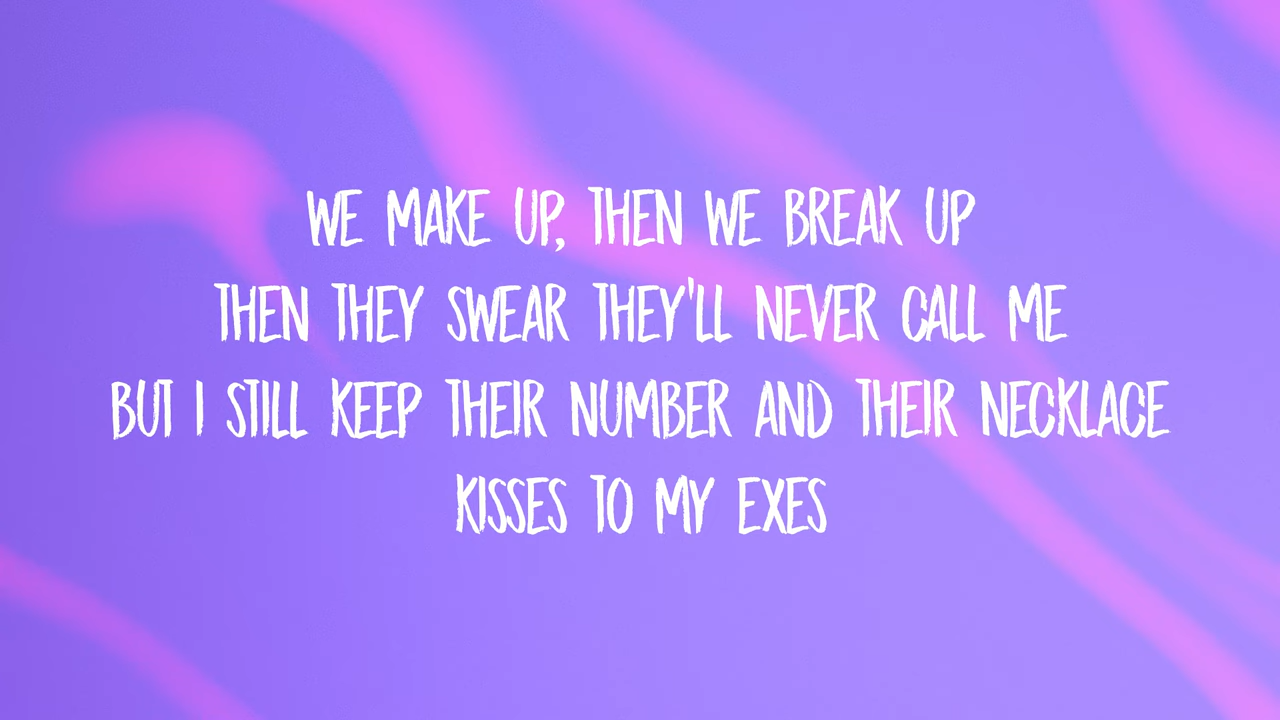 WE MAKE UP, THEN WE BREAK UP
THEN THEY SWEAR THEY'LL NEVER CALL ME
BUT I STILL KEEP THEIR NUMBER AND THEIR NECKLACE
KISSES TO MY EXES